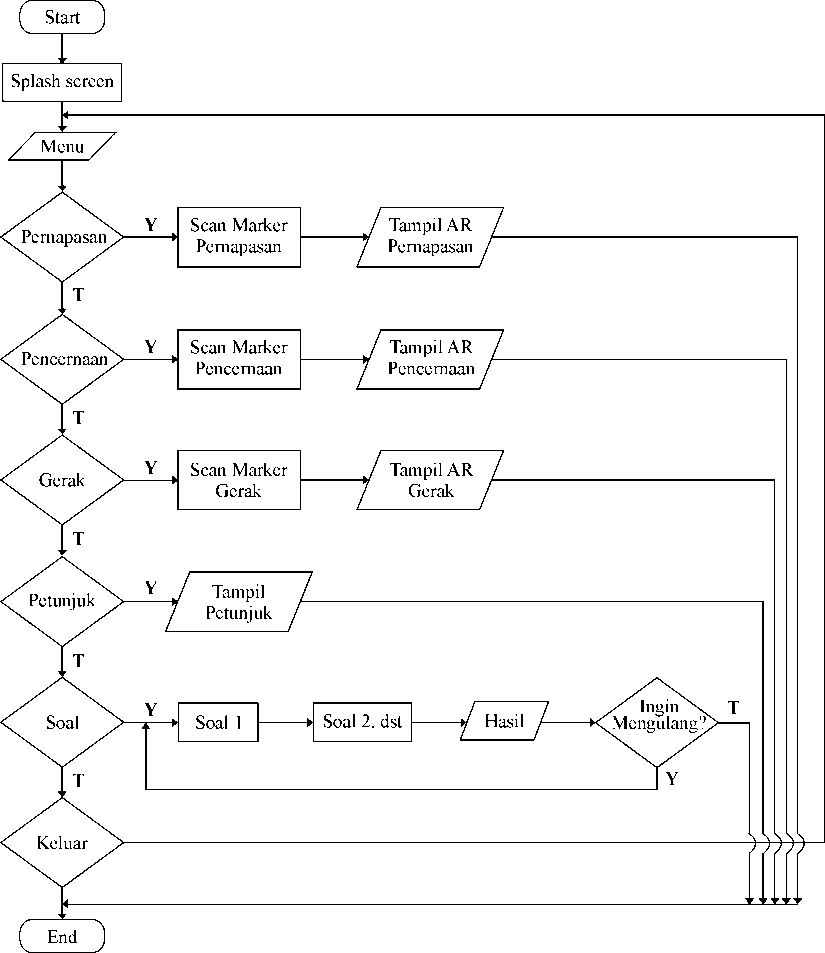 Start
Splash screen
Menu
Pernapasan
Y
Scan Marker
Pernapasan
Tampil AR
Pernapasan
T
Pencernaan
Y
Scan Marker
Pencernaan
Tampil AR
Pencernaan
T
Gerak
Y
Scan Marker
Gerak
Tampil AR
Gerak
T
Petunjuk
Y
Tampil
Petunjuk
T
Soal
Y
Soal 1
Soal 2. dst
Hasil
Ingin
Mengulang?
T
Y
T
Keluar
End